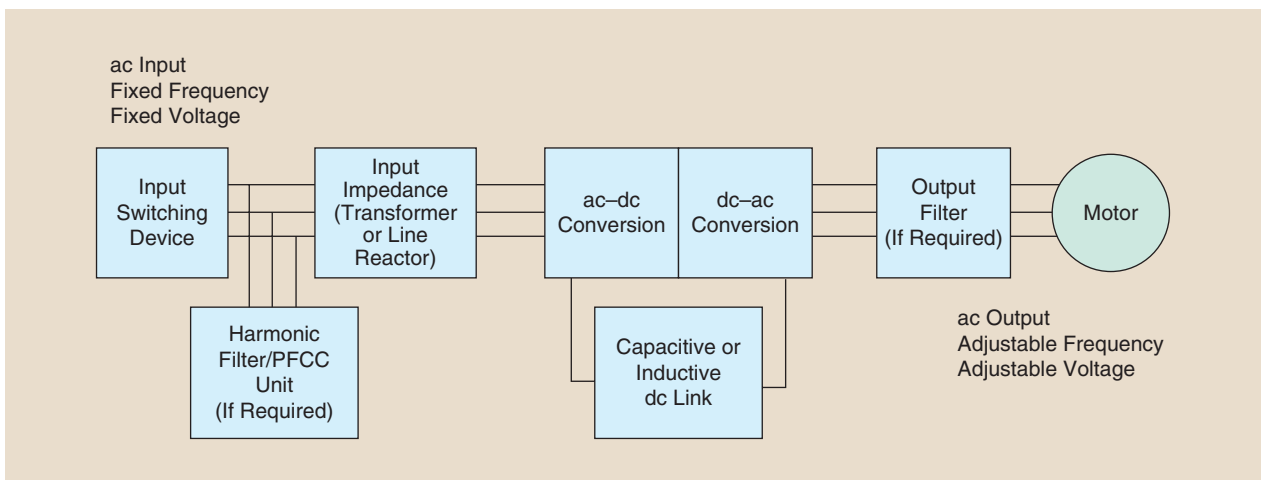 ac Input
Fixed Frequency
Fixed Voltage
Input
Switching
Device
Input
Impedance
(Transformer
or Line
Reactor)
ac–dc
Conversion
dc–ac
Conversion
Output
Filter
(If Required)
Motor
Harmonic
Filter/PFCC
Unit
(If Required)
Capacitive or
Inductive
dc Link
ac Output
Adjustable Frequency
Adjustable Voltage